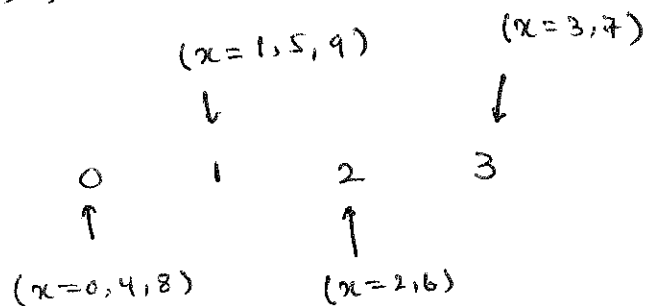 (x = 1, 5, 9) (x = 3, 7)
↓ ↓
0 1 2 3
↑ ↑
(x = 0, 4, 8) (x = 2, 6)